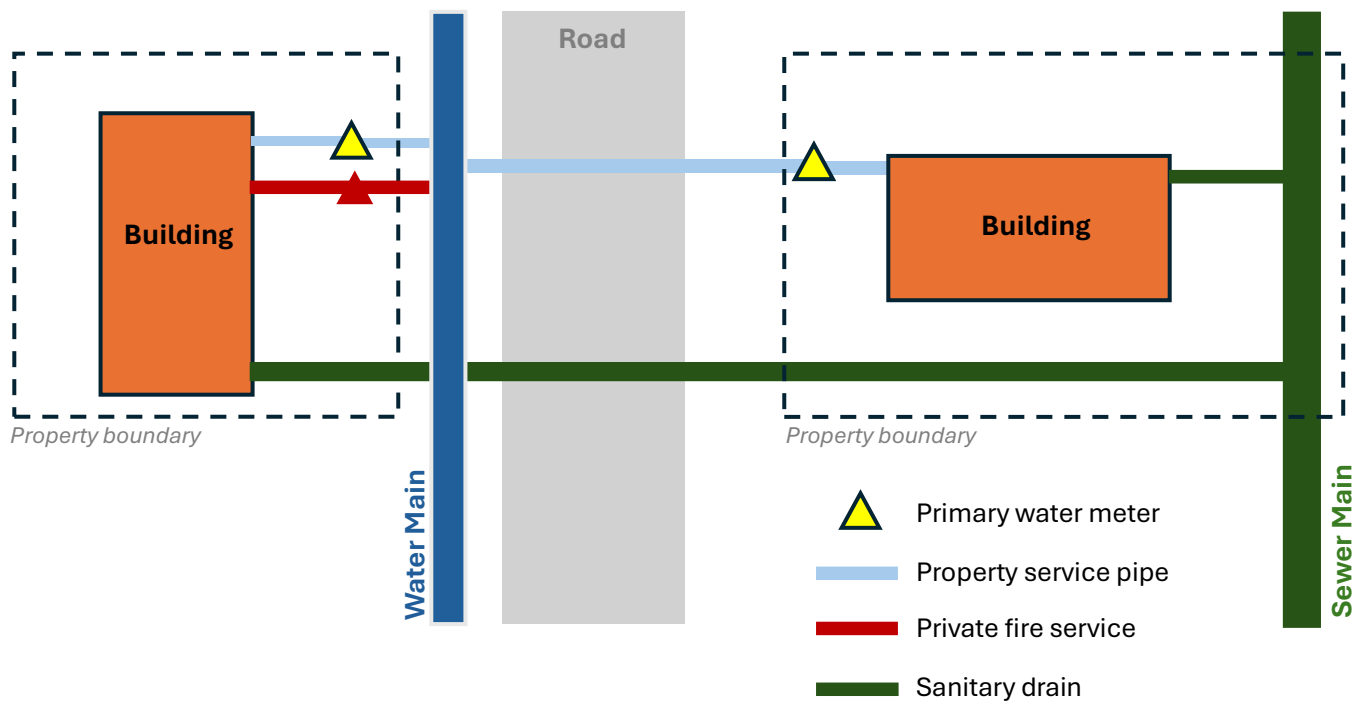 Road
Building
Building
Property boundary
Property boundary
Water Main
Sewer Main
Primary water meter
Property service pipe
Private fire service
Sanitary drain